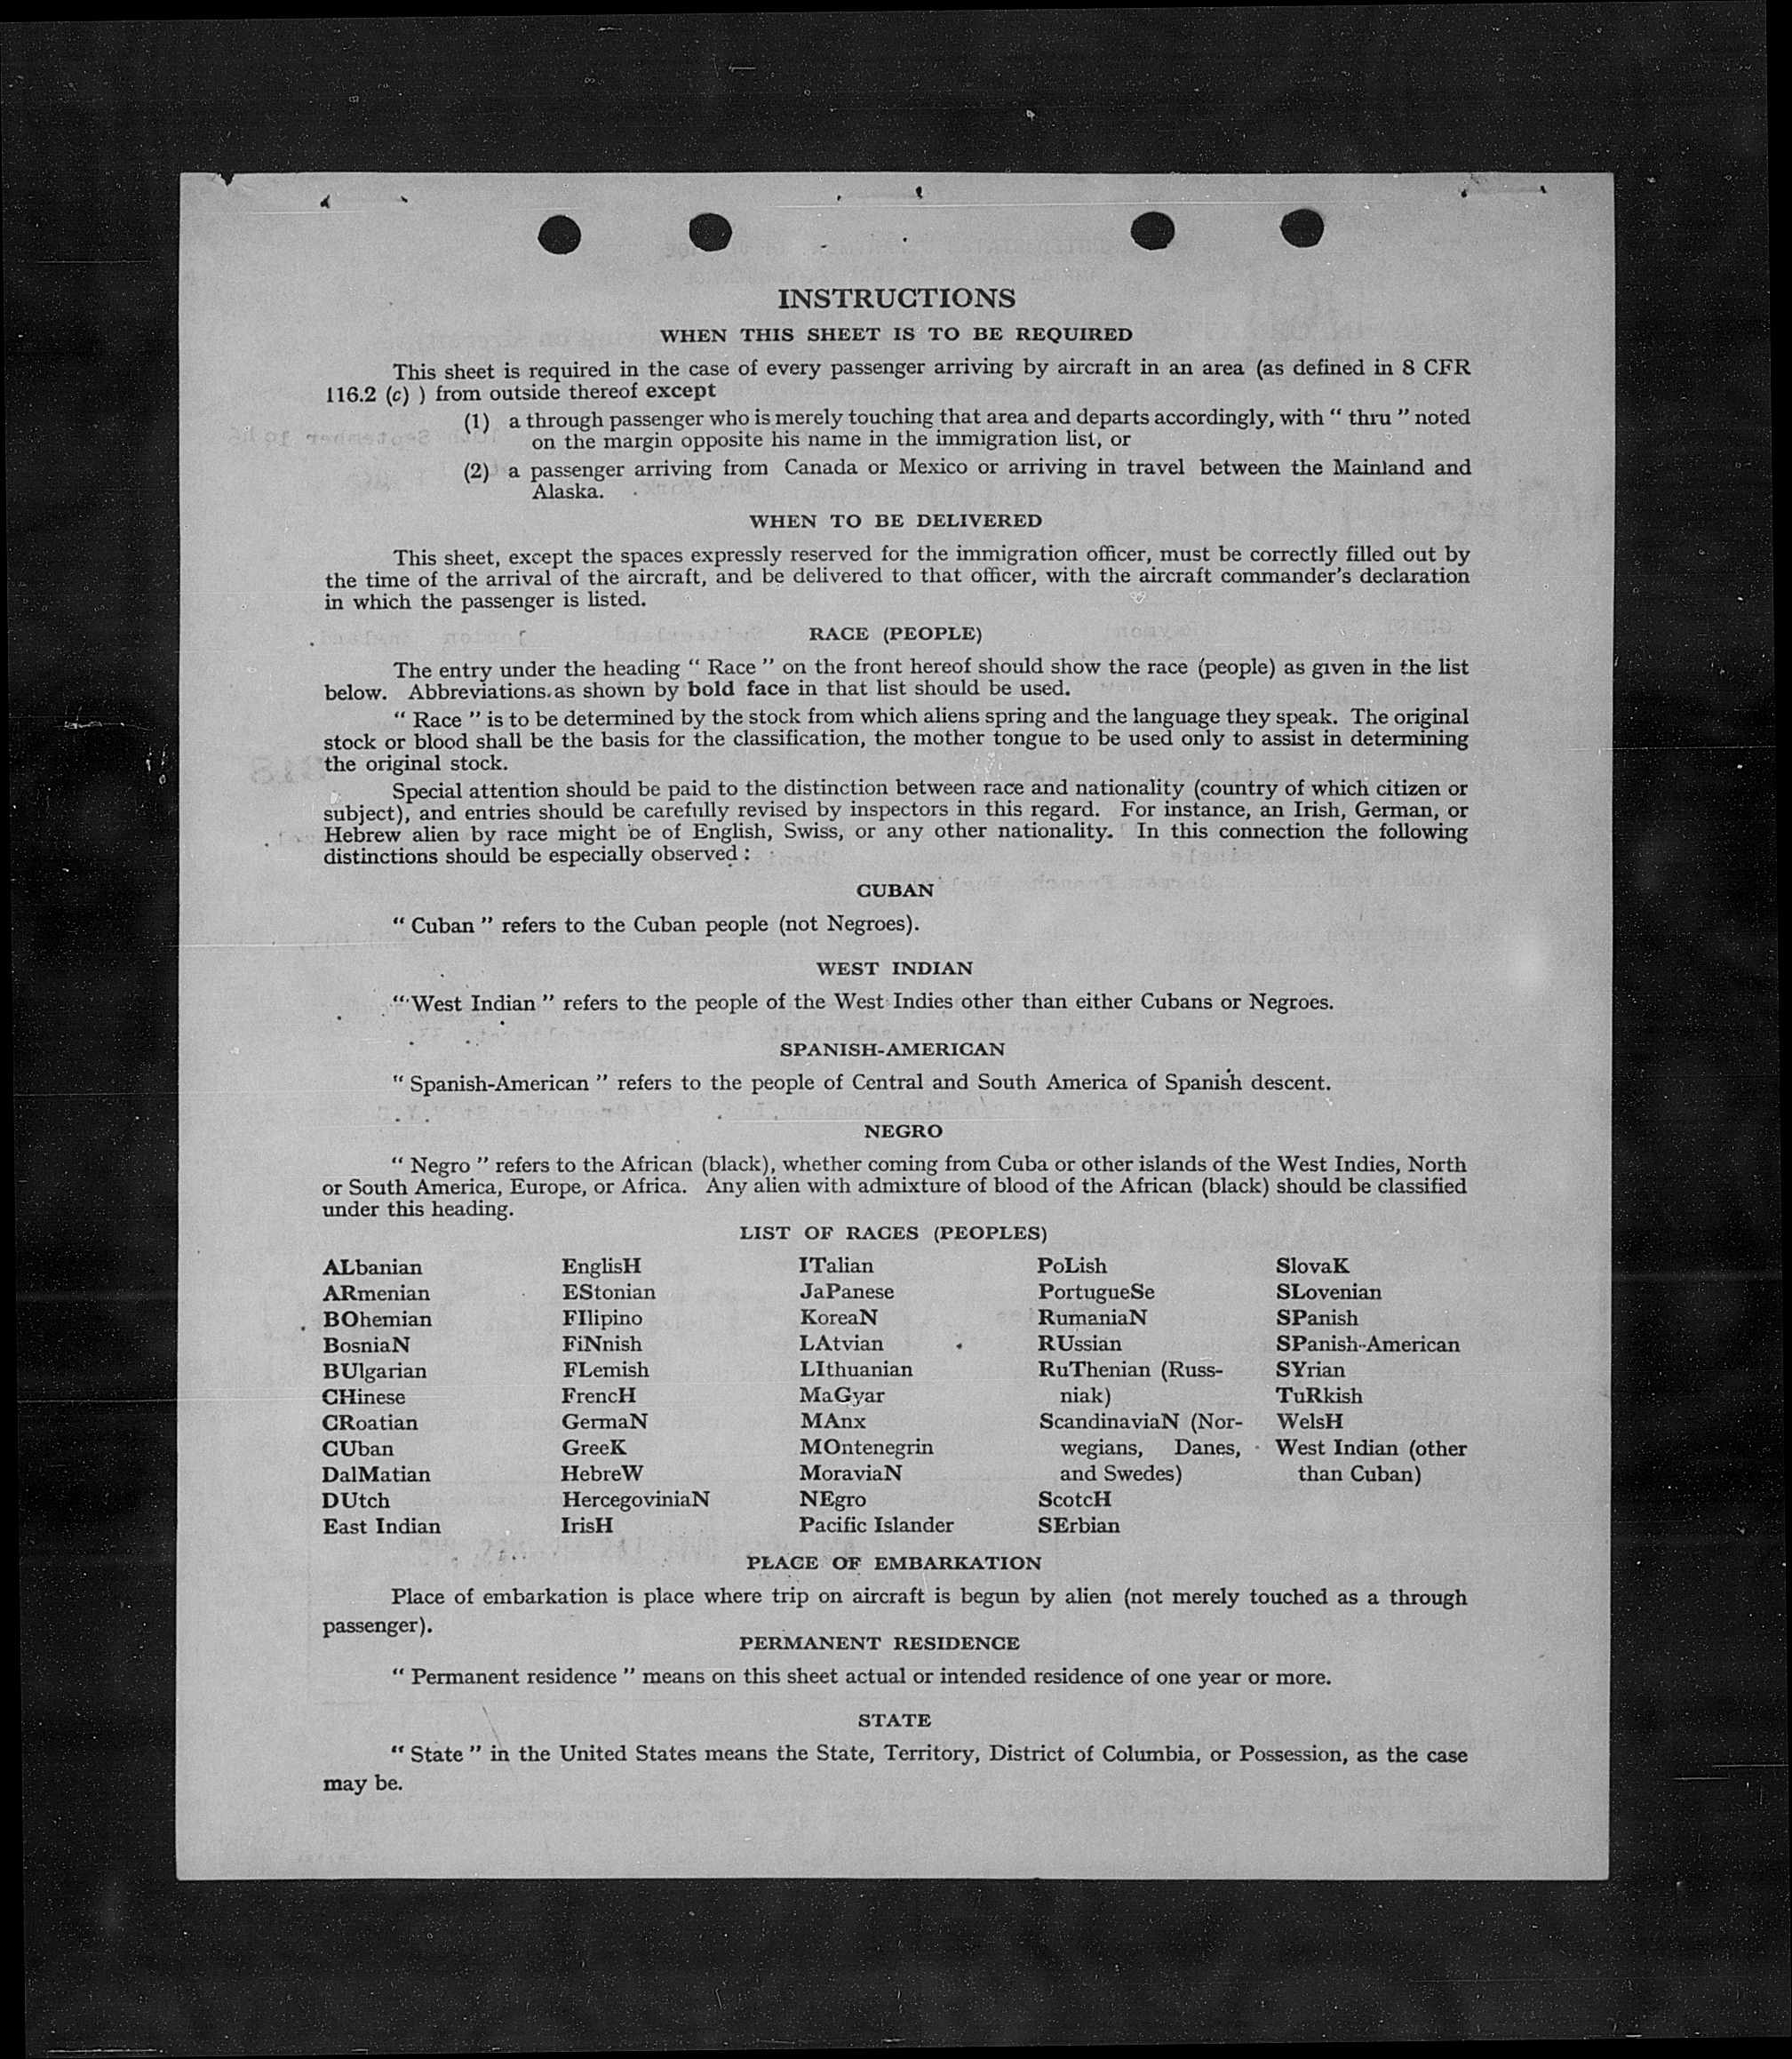 INSTRUCTIONS
WHEN THIS SHEET IS TO BE REQUIRED
This sheet is required in the case of every passenger arriving by aircraft in an area (as defined in 8 CFR
116.2 (c) ) from outside thereof except
(1) a through passenger who is merely touching that area and departs accordingly, with “ thru ” noted
on the margin opposite his name in the immigration list, or
(2) a passenger arriving from Canada or Mexico or arriving in travel between the Mainland and
Alaska.
WHEN TO BE DELIVERED
This sheet, except the spaces expressly reserved for the immigration officer, must be correctly filled out by
the time of the arrival of the aircraft, and be delivered to that officer, with the aircraft commander’s declaration
in which the passenger is listed.
RACE (PEOPLE)
The entry under the heading “ Race ” on the front hereof should show the race (people) as given in the list
below. Abbreviations as shown by bold face in that list should be used.
“ Race ” is to be determined by the stock from which aliens spring and the language they speak. The original
stock or blood shall be the basis for the classification, the mother tongue to be used only to assist in determining
the original stock.
Special attention should be paid to the distinction between race and nationality (country of which citizen or
subject), and entries should be carefully revised by inspectors in this regard. For instance, an Irish, German, or
Hebrew alien by race might be of English, Swiss, or any other nationality. In this connection the following
distinctions should be especially observed :
CUBAN
“ Cuban ” refers to the Cuban people (not Negroes).
WEST INDIAN
“ West Indian ” refers to the people of the West Indies other than either Cubans or Negroes.
SPANISH-AMERICAN
“ Spanish-American ” refers to the people of Central and South America of Spanish descent.
NEGRO
“ Negro ” refers to the African (black), whether coming from Cuba or other islands of the West Indies, North
or South America, Europe, or Africa. Any alien with admixture of blood of the African (black) should be classified
under this heading.
LIST OF RACES (PEOPLES)
ALbanian
ARmenian
BOhemian
BosniaN
BUlgarian
CHinese
CRoatian
CUban
DalMatian
DUtch
East Indian
EnglisH
EStonian
FIlipino
FiNnish
FLemish
FrencH
GermaN
GreeK
HebreW
HercegoviniaN
IrisH
ITalian
JaPanese
KoreaN
LAtvian
LIthuanian
MaGyar
MAnx
MOntenegrin
MoraviaN
NEgro
Pacific Islander
PoLish
PortugueSe
RumaniaN
RUssian
RuThenian (Russ-
niak)
ScandinaviaN (Nor-
wegians, Danes,
and Swedes)
ScotcH
SErbian
SlovaK
SLovenian
SPanish
SPanish-American
SYrian
TuRkish
WelsH
West Indian (other
than Cuban)
PLACE OF EMBARKATION
Place of embarkation is place where trip on aircraft is begun by alien (not merely touched as a through
passenger).
PERMANENT RESIDENCE
“ Permanent residence ” means on this sheet actual or intended residence of one year or more.
STATE
“ State ” in the United States means the State, Territory, District of Columbia, or Possession, as the case
may be.